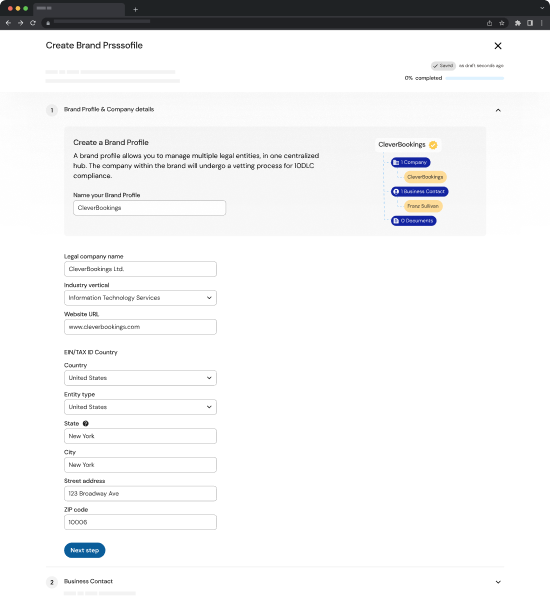 Create Brand Prsssofile
Saved as draft seconds ago
0% completed
1 Brand Profile & Company details
Create a Brand Profile
A brand profile allows you to manage multiple legal entities, in one centralized
hub. The company within the brand will undergo a vetting process for 10DLC
compliance.
Name your Brand Profile
CleverBookings
CleverBookings
1 Company
CleverBookings
1 Business Contact
Franz Sullivan
0 Documents
Legal company name
CleverBookings Ltd.
Industry vertical
Information Technology Services
Website URL
www.cleverbookings.com
EIN/TAX ID Country
Country
United States
Entity type
United States
State
New York
City
New York
Street address
123 Broadway Ave
ZIP code
10006
Next step
2 Business Contact